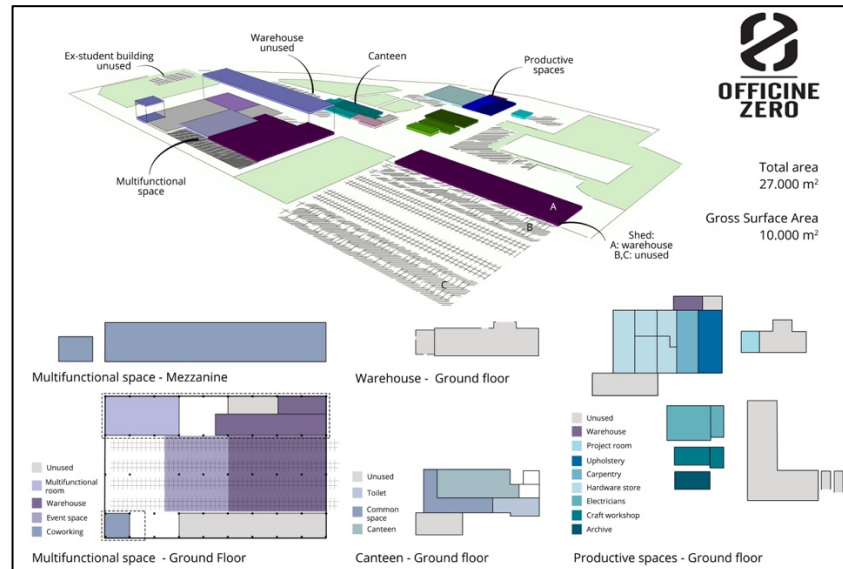 Ex-student building
unused
Warehouse
unused
Canteen
Productive
spaces
OFFICINE
ZERO
Multifunctional
space
Total area
27.000 m²
Gross Surface Area
10.000 m²
A
B
C
Shed:
A: warehouse
B,C: unused
Multifunctional space - Mezzanine
Warehouse - Ground floor
Unused
Multifunctional
room
Warehouse
Event space
Coworking
Multifunctional space - Ground Floor
Unused
Toilet
Common
space
Canteen
Canteen - Ground floor
Unused
Warehouse
Project room
Upholstery
Carpentry
Hardware store
Electricians
Craft workshop
Archive
Productive spaces - Ground floor